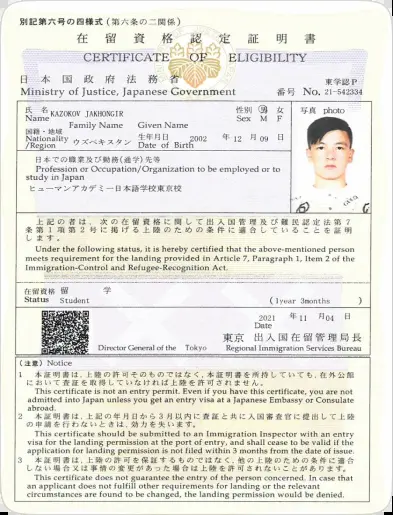 別記第六号の四様式(第六条の二関係)
在留資格認定証明書
CERTIFICATE OF ELIGIBILITY
日本国政府法務省
Ministry of Justice, Japanese Government
東学認P
番号 No. 21-542334
氏名 KAZOKOV JAKHONGIR
Name
Family Name Given Name
性別 男 女
Sex M F
写真 photo
国籍・地域
Nationality ウズベキスタン
/Region
生年月日 2002 年 12 月 09 日
Date of Birth
日本での職業及び勤務(通学)先等
Profession or Occupation/Organization to be employed or to
study in Japan
ヒューマンアカデミー日本語学校東京校
上記の者は、次の在留資格に関して出入国管理及び難民認定法第7
条第1項第2号に掲げる上陸のための条件に適合していることを証明
します。
Under the following status, it is hereby certified that the above-mentioned person
meets requirement for the landing provided in Article 7, Paragraph 1, Item 2 of the
Immigration-Control and Refugee-Recognition Act.
在留資格 留学
Status Student
(1year 3months )
2021 年 11 月04 日
Date
東京 出入国在留管理局長
Director General of the Tokyo Regional Immigration Services Bureau
(注意) Notice
1 本証明書は、上陸の許可そのものではなく、本証明書を所持していても、在外公館
において査証を取得していなければ上陸を許可されません。
This certificate is not an entry permit. Even if you have this certificate, you are not
admitted into Japan unless you get an entry visa at a Japanese Embassy or Consulate
abroad.
2 本証明書は、上記の年月日から3月以内に査証と共に入国審査官に提出して上陸
の申請を行わないときは、効力を失います。
This certificate should be submitted to an Immigration Inspector with an entry
visa for the landing permission at the port of entry, and shall cease to be valid if the
application for landing permission is not filed within 3 months from the date of issue.
3 本証明書は、上陸の許可を保証するものではなく、他の上陸のための条件に適合
しない場合又は事情の変更があった場合は上陸を許可されないことがあります。
This certificate does not guarantee the entry of the person concerned. In case that
an applicant does not fulfill other requirements for landing or the relevant
circumstances are found to be changed, the landing permission would be denied.